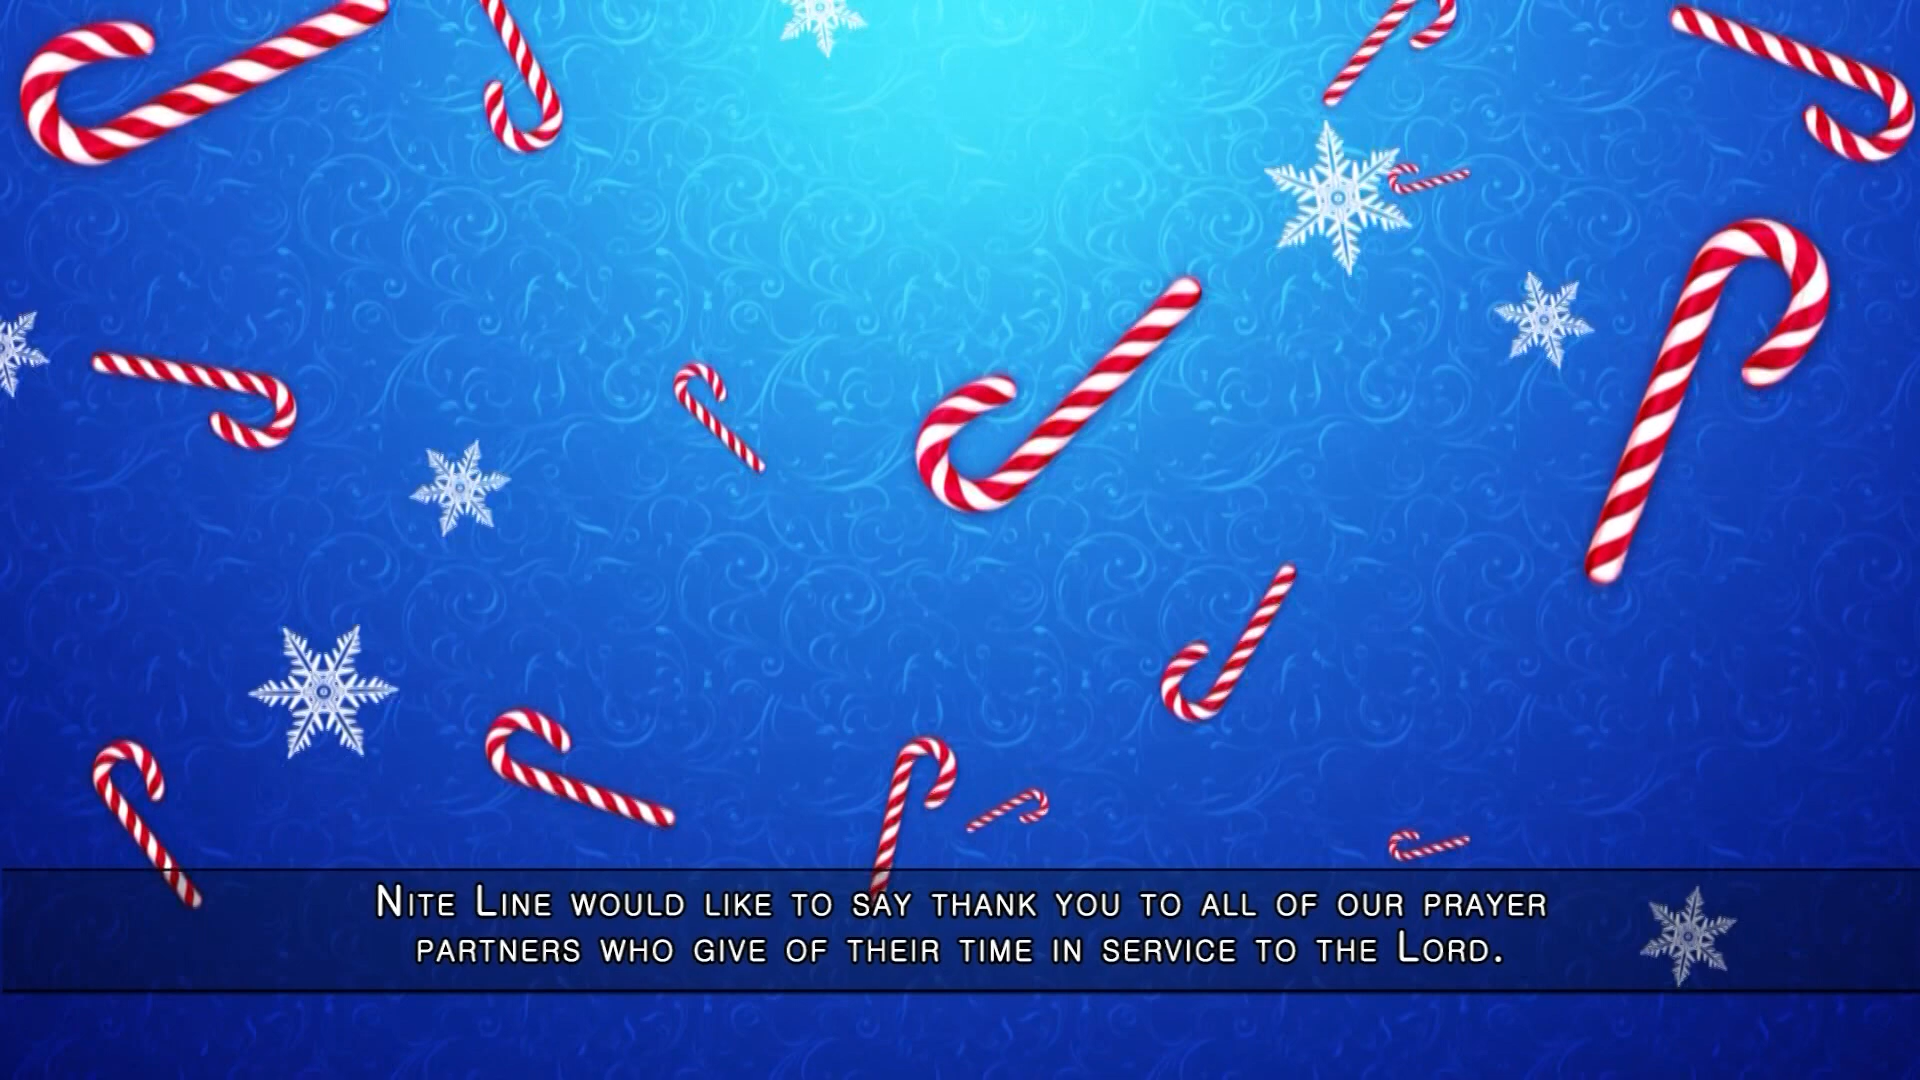 Nite Line would like to say thank you to all of our prayer
partners who give of their time in service to the Lord.